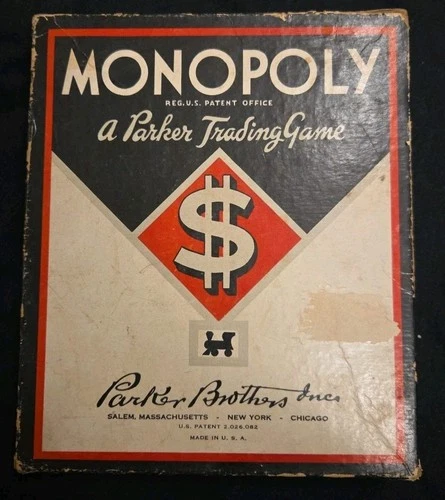 MONOPOLY
REG. U.S. PATENT OFFICE
A Parker Trading Game
$
Parker Brothers Inc.
SALEM, MASSACHUSETTS - NEW YORK - CHICAGO
U.S. PATENT 2,026,082
MADE IN U. S. A.